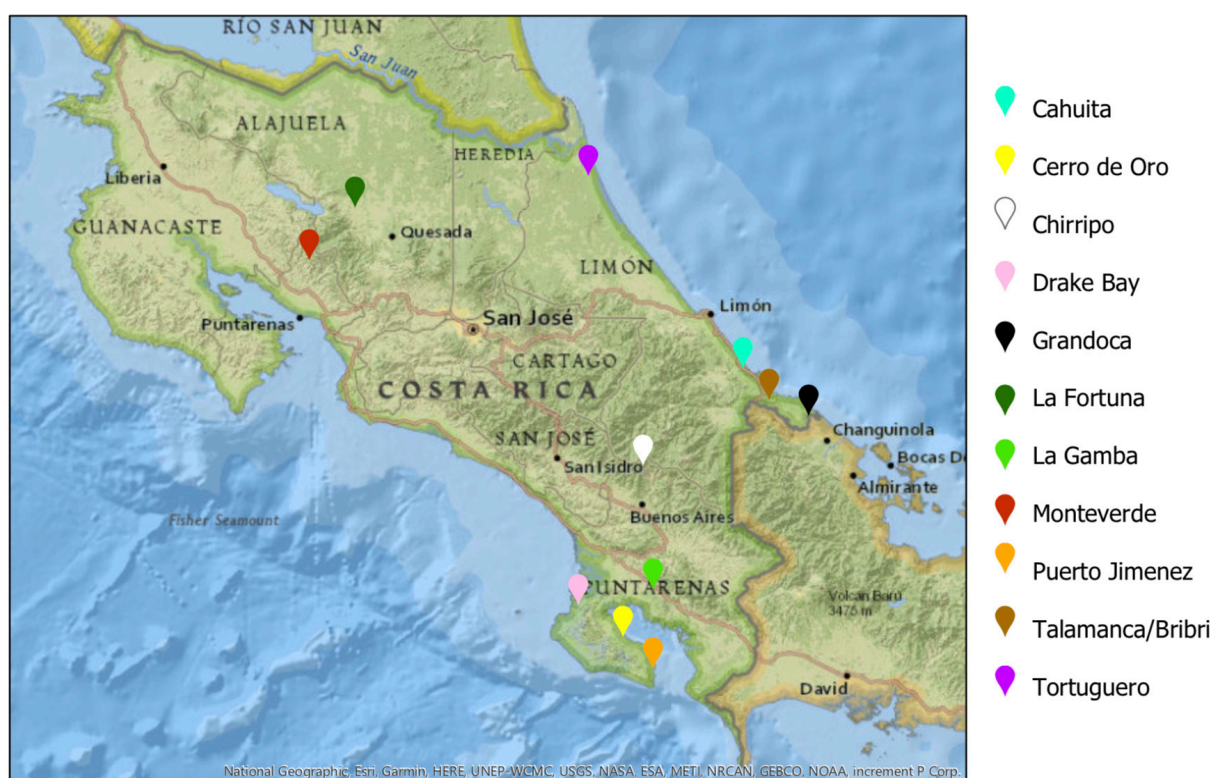 RÍO SAN JUAN
San Juan
ALAJUELA
HEREDIA
Liberia
GUANACASTE
Quesada
LIMÓN
Puntarenas
San José
Limón
CARTAGO
COSTA RICA
SAN JOSÉ
San Isidro
Changuinola
Bocas De
Almirante
Buenos Aires
Fisher Seamount
PUNTARENAS
Volcán Barú
3475 m
David
National Geographic, Esri, Garmin, HERE, UNEP-WCMC, USGS, NASA, ESA, METI, NRCAN, GEBCO, NOAA, increment P Corp.
Cahuita
Cerro de Oro
Chirripo
Drake Bay
Grandoca
La Fortuna
La Gamba
Monteverde
Puerto Jimenez
Talamanca/Bribri
Tortuguero